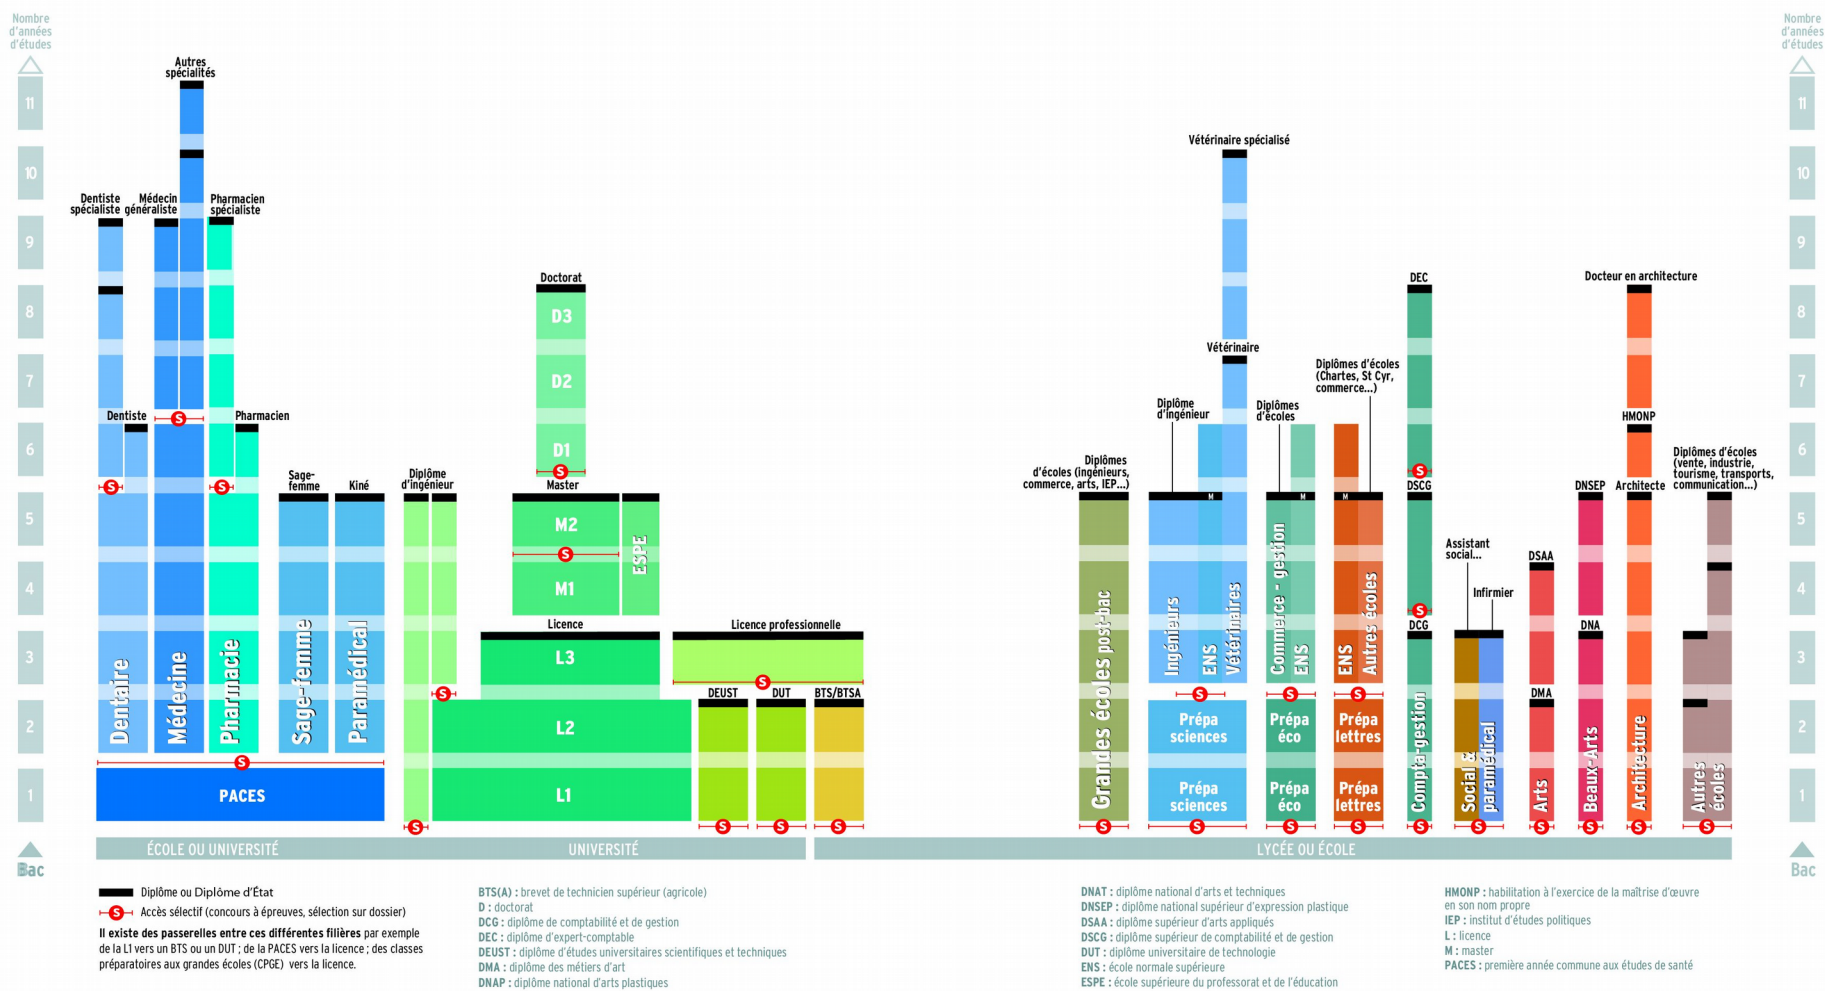 Nombre
d'années
d'études
11
10
9
8
7
6
5
4
3
2
1
Bac
Autres
spécialités
Dentiste
spécialiste
Médecin
généraliste
Pharmacien
spécialiste
Dentiste
S
Pharmacien
S
S
Sage-
femme
Kiné
Dentaire
Médecine
Pharmacie
Sage-femme
Paramédical
S
PACES
Diplôme
d'ingénieur
S
S
Doctorat
D3
D2
D1
S
Master
M2
S
M1
ESPE
Licence
L3
L2
L1
Licence professionnelle
S
DEUST
DUT
BTS/BTSA
S
S
S
Diplômes
d'écoles (ingénieurs,
commerce, arts, IEP...)
Grandes écoles post-bac
S
Vétérinaire spécialisé
Vétérinaire
Diplôme
d'ingénieur
M
Ingénieurs
ENS
Vétérinaires
S
Prépa
sciences
Prépa
sciences
S
Diplômes
d'écoles
M
Commerce - gestion
ENS
S
Prépa
éco
Prépa
éco
S
Diplômes d'écoles
(Chartes, St Cyr,
commerce...)
M
ENS
Autres écoles
S
Prépa
lettres
Prépa
lettres
S
DEC
S
DSCG
S
DCG
Compta-gestion
S
Assistant
social...
Infirmier
Social &
paramédical
S
DSAA
DMA
Arts
S
DNSEP
DNA
Beaux-Arts
S
Docteur en architecture
HMONP
Architecte
Architecture
S
Diplômes d'écoles
(vente, industrie,
tourisme, transports,
communication...)
Autres
écoles
S
Nombre
d'années
d'études
11
10
9
8
7
6
5
4
3
2
1
Bac
ÉCOLE OU UNIVERSITÉ
UNIVERSITÉ
LYCÉE OU ÉCOLE
Diplôme ou Diplôme d'État
S Accès sélectif (concours à épreuves, sélection sur dossier)
Il existe des passerelles entre ces différentes filières par exemple
de la L1 vers un BTS ou un DUT ; de la PACES vers la licence ; des classes
préparatoires aux grandes écoles (CPGE) vers la licence.
BTS(A) : brevet de technicien supérieur (agricole)
D : doctorat
DCG : diplôme de comptabilité et de gestion
DEC : diplôme d'expert-comptable
DEUST : diplôme d'études universitaires scientifiques et techniques
DMA : diplôme des métiers d'art
DNAP : diplôme national d'arts plastiques
DNAT : diplôme national d'arts et techniques
DNSEP : diplôme national supérieur d'expression plastique
DSAA : diplôme supérieur d'arts appliqués
DSCG : diplôme supérieur de comptabilité et de gestion
DUT : diplôme universitaire de technologie
ENS : école normale supérieure
ESPE : école supérieure du professorat et de l'éducation
HMONP : habilitation à l'exercice de la maîtrise d'œuvre
en son nom propre
IEP : institut d'études politiques
L : licence
M : master
PACES : première année commune aux études de santé